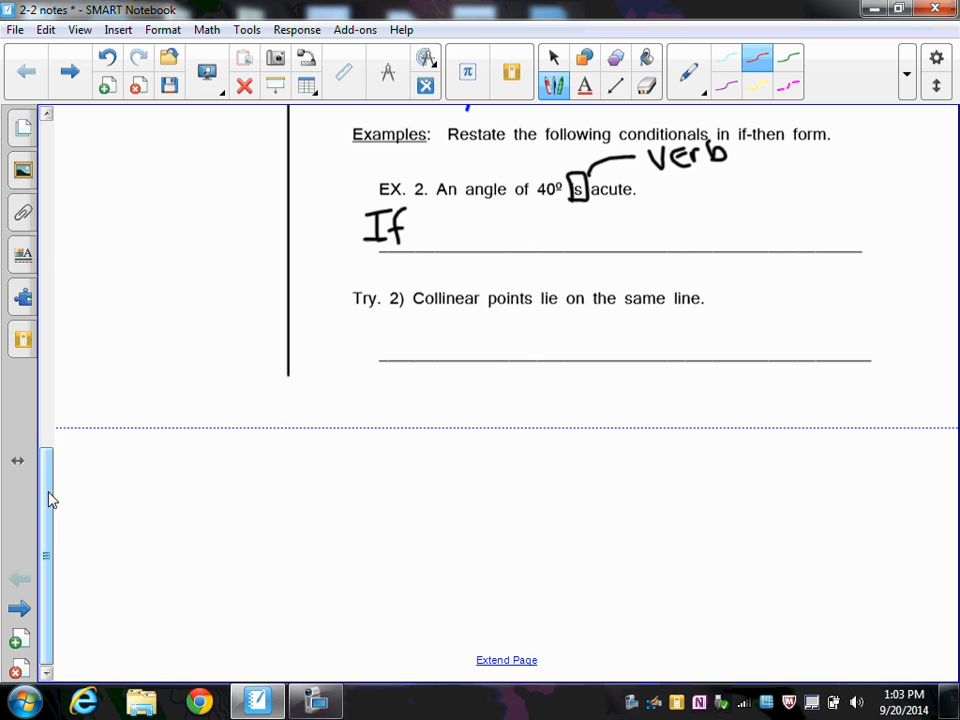 2-2 notes * - SMART Notebook
File Edit View Insert Format Math Tools Response Add-ons Help
Examples: Restate the following conditionals in if-then form.
verb
EX. 2. An angle of 40º is acute.
If
Try. 2) Collinear points lie on the same line.
Extend Page
1:03 PM
9/20/2014